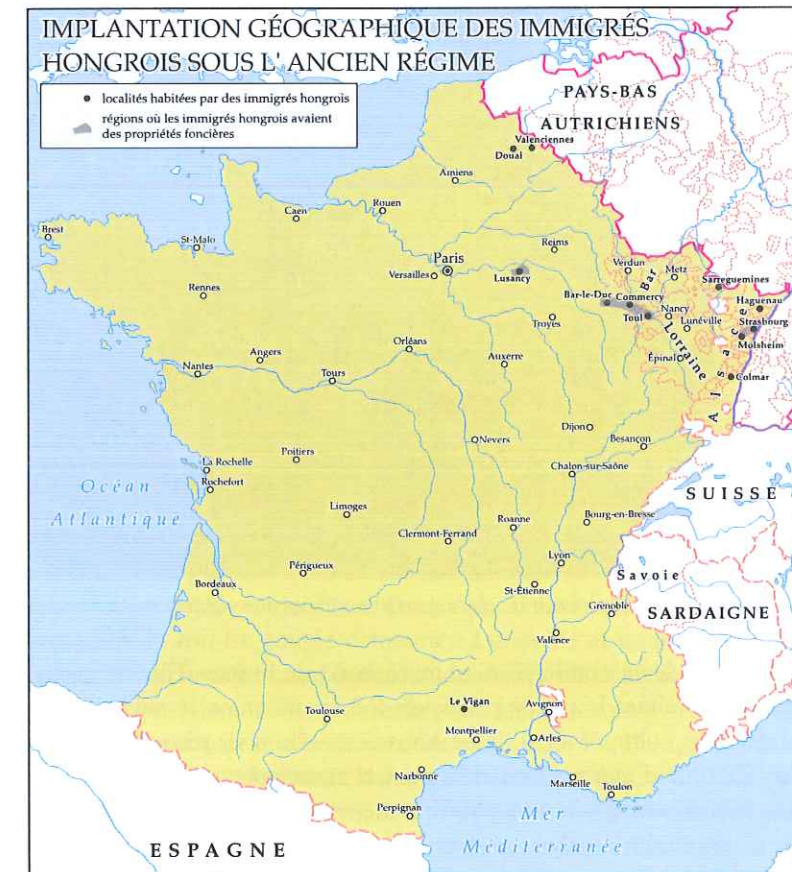 IMPLANTATION GÉOGRAPHIQUE DES IMMIGRÉS
HONGROIS SOUS L'ANCIEN RÉGIME
localités habitées par des immigrés hongrois
régions où les immigrés hongrois avaient
des propriétés foncières
PAYS-BAS
AUTRICHIENS
Valenciennes
Douai
Amiens
Rouen
Caen
Brest
St-Malo
Reims
Paris
Verdun
Metz
Versailles
Lusancy
Sarreguemines
Rennes
Bar
Bar-le-Duc
Commercy
Haguenau
Toul
Nancy
Lunéville
Strasbourg
Troyes
Molsheim
Lorraine
Alsace
Orléans
Angers
Auxerre
Épinal
Nantes
Tours
Colmar
Dijon
Nevers
Besançon
Poitiers
La Rochelle
Chalon-sur-Saône
Rochefort
Océan
Atlantique
SUISSE
Limoges
Roanne
Bourg-en-Bresse
Clermont-Ferrand
Lyon
Périgueux
Savoie
Bordeaux
St-Étienne
Grenoble
SARDAIGNE
Valence
Le Vigan
Avignon
Toulouse
Montpellier
Arles
Narbonne
Marseille
Toulon
Perpignan
Mer
Méditerranée
ESPAGNE